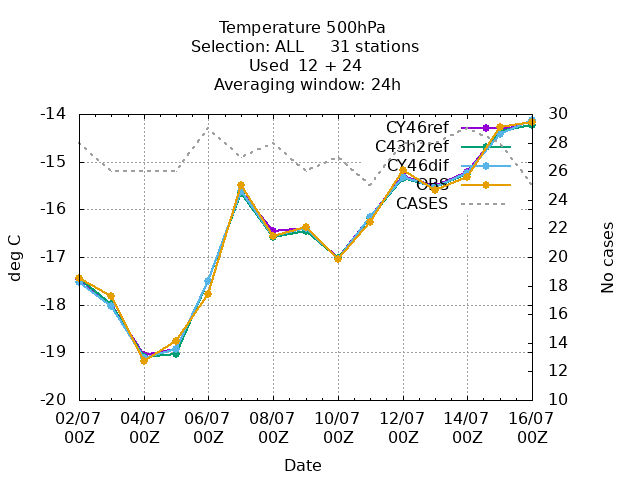 Temperature 500hPa
Selection: ALL 31 stations
Used 12 + 24
Averaging window: 24h
-14
-15
-16
-17
-18
-19
-20
deg C
30
28
26
24
22
20
18
16
14
12
10
No cases
CY46ref
C43h2ref
CY46dif
OBS
CASES
02/07 04/07 06/07 08/07 10/07 12/07 14/07 16/07
00Z 00Z 00Z 00Z 00Z 00Z 00Z 00Z
Date